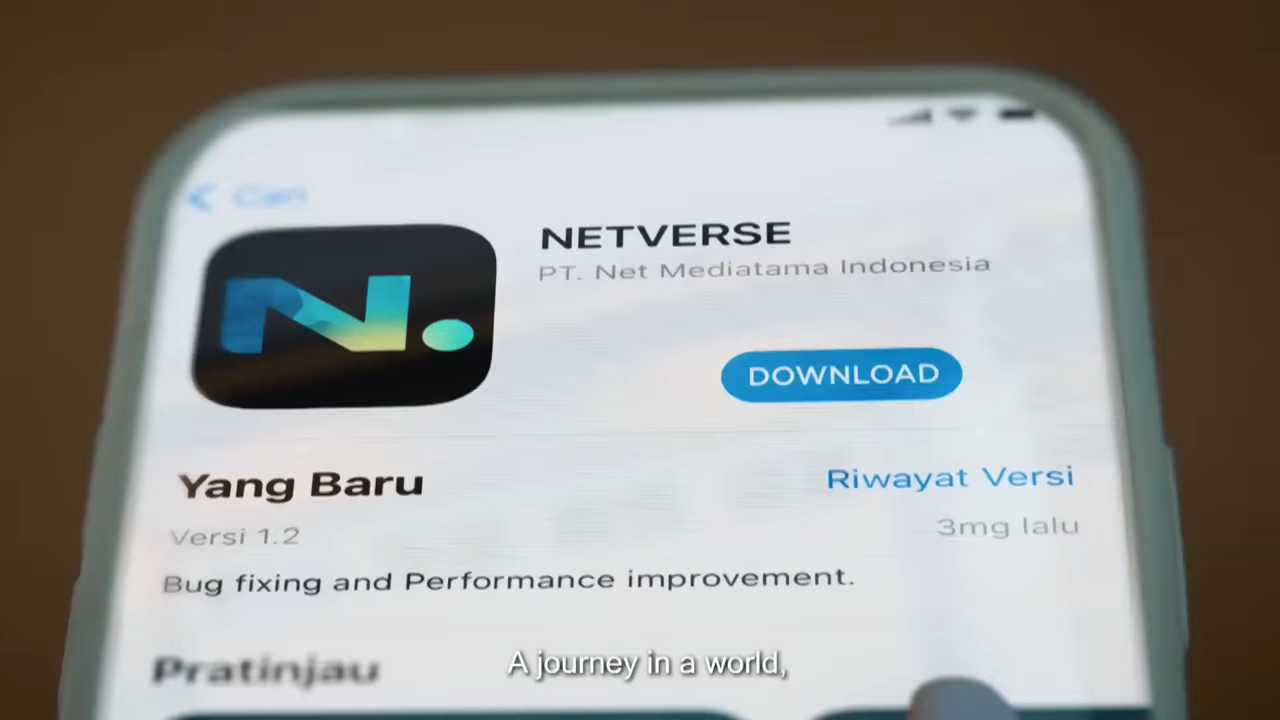 Cari
NETVERSE
PT. Net Mediatama Indonesia
N.
DOWNLOAD
Yang Baru
Riwayat Versi
Versi 1.2
3mg lalu
Bug fixing and Performance improvement.
Pratinjau
A journey in a world,